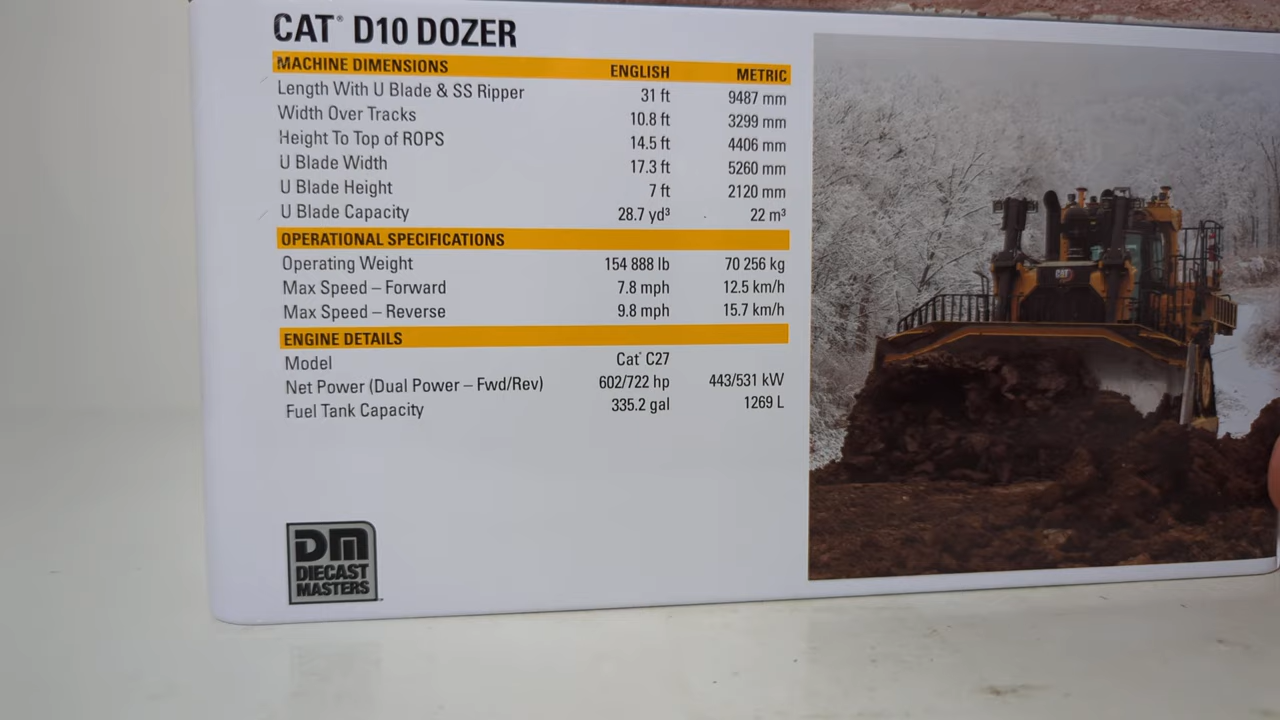 CAT® D10 DOZER
MACHINE DIMENSIONS ENGLISH METRIC
Length With U Blade & SS Ripper 31 ft 9487 mm
Width Over Tracks 10.8 ft 3299 mm
Height To Top of ROPS 14.5 ft 4406 mm
U Blade Width 17.3 ft 5260 mm
U Blade Height 7 ft 2120 mm
U Blade Capacity 28.7 yd³ 22 m³
OPERATIONAL SPECIFICATIONS
Operating Weight 154 888 lb 70 256 kg
Max Speed – Forward 7.8 mph 12.5 km/h
Max Speed – Reverse 9.8 mph 15.7 km/h
ENGINE DETAILS
Model Cat® C27
Net Power (Dual Power – Fwd/Rev) 602/722 hp 443/531 kW
Fuel Tank Capacity 335.2 gal 1269 L
CAT
DM
DIECAST
MASTERS